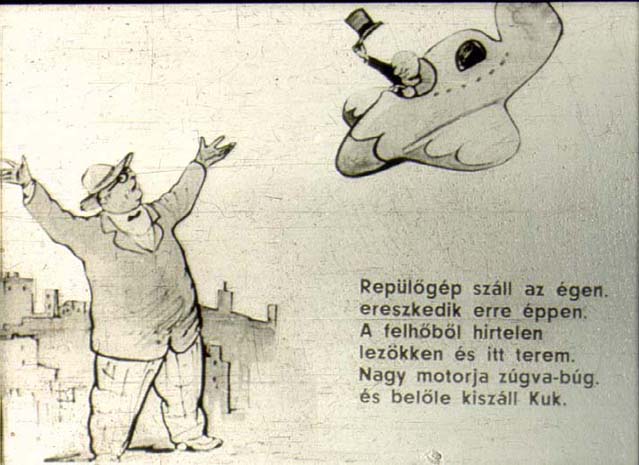 Repülőgép száll az égen.
ereszkedik erre éppen.
A felhőből hirtelen
lezökken és itt terem.
Nagy motorja zúgva-búg.
és belőle kiszáll Kuk.